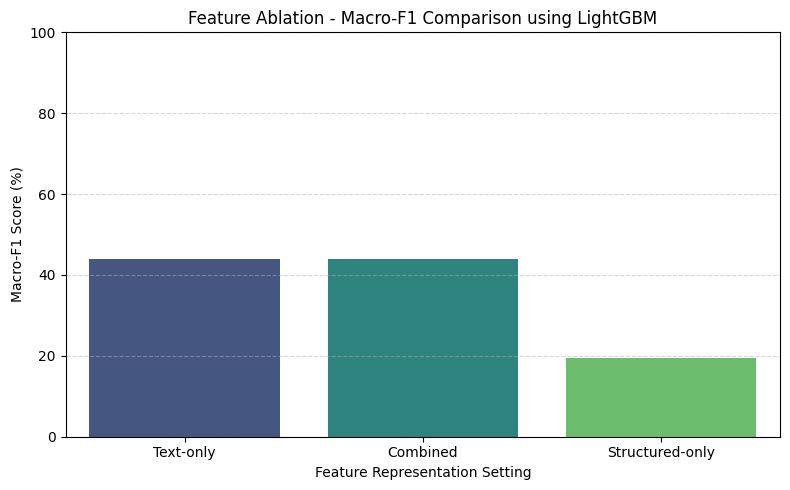 Feature Ablation - Macro-F1 Comparison using LightGBM
100
80
60
40
20
0
Macro-F1 Score (%)
Text-only
Combined
Structured-only
Feature Representation Setting